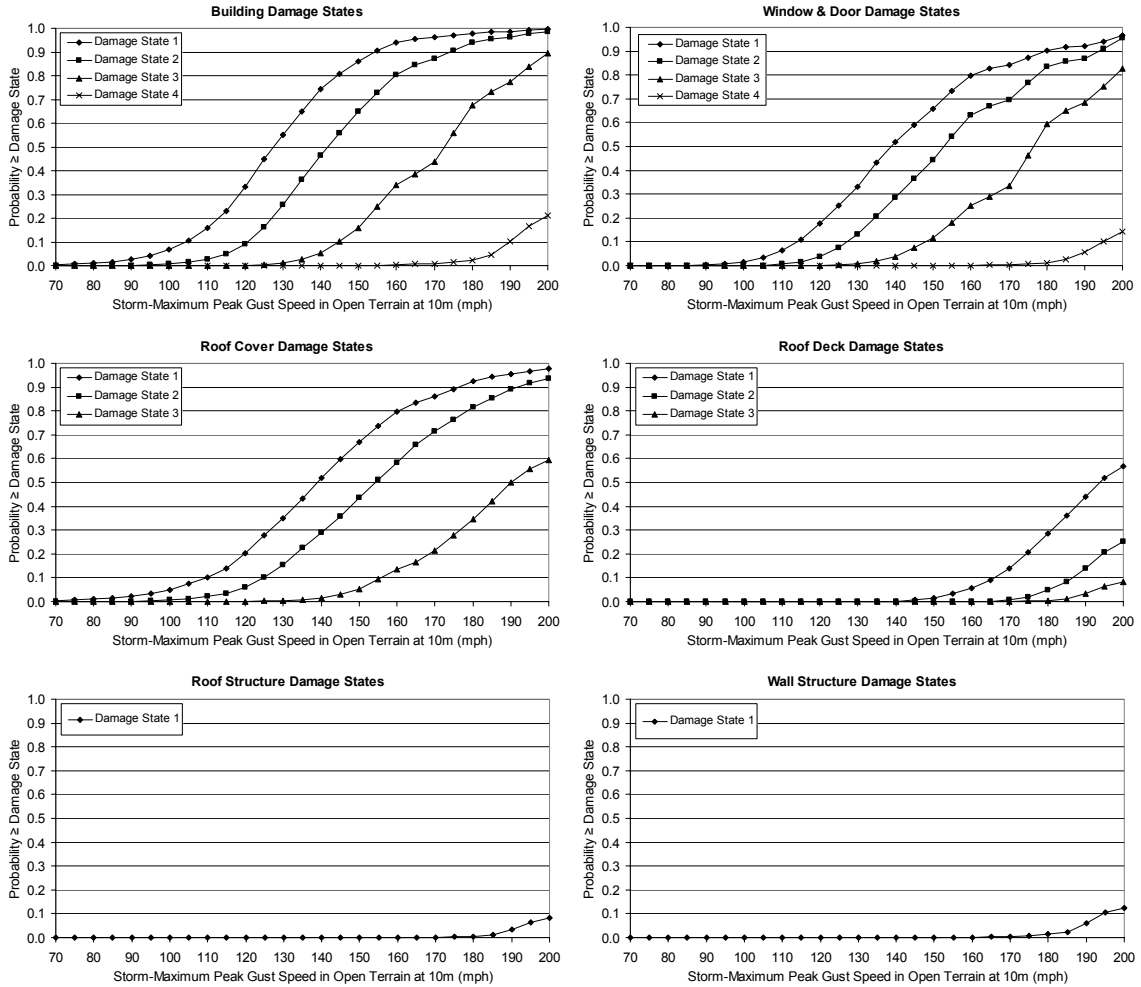 Building Damage States
Probability ≥ Damage State
1.0
0.9
0.8
0.7
0.6
0.5
0.4
0.3
0.2
0.1
0.0
Damage State 1
Damage State 2
Damage State 3
Damage State 4
70 80 90 100 110 120 130 140 150 160 170 180 190 200
Storm-Maximum Peak Gust Speed in Open Terrain at 10m (mph)
Window & Door Damage States
Probability ≥ Damage State
1.0
0.9
0.8
0.7
0.6
0.5
0.4
0.3
0.2
0.1
0.0
Damage State 1
Damage State 2
Damage State 3
Damage State 4
70 80 90 100 110 120 130 140 150 160 170 180 190 200
Storm-Maximum Peak Gust Speed in Open Terrain at 10m (mph)
Roof Cover Damage States
Probability ≥ Damage State
1.0
0.9
0.8
0.7
0.6
0.5
0.4
0.3
0.2
0.1
0.0
Damage State 1
Damage State 2
Damage State 3
70 80 90 100 110 120 130 140 150 160 170 180 190 200
Storm-Maximum Peak Gust Speed in Open Terrain at 10m (mph)
Roof Deck Damage States
Probability ≥ Damage State
1.0
0.9
0.8
0.7
0.6
0.5
0.4
0.3
0.2
0.1
0.0
Damage State 1
Damage State 2
Damage State 3
70 80 90 100 110 120 130 140 150 160 170 180 190 200
Storm-Maximum Peak Gust Speed in Open Terrain at 10m (mph)
Roof Structure Damage States
Probability ≥ Damage State
1.0
0.9
0.8
0.7
0.6
0.5
0.4
0.3
0.2
0.1
0.0
Damage State 1
70 80 90 100 110 120 130 140 150 160 170 180 190 200
Storm-Maximum Peak Gust Speed in Open Terrain at 10m (mph)
Wall Structure Damage States
Probability ≥ Damage State
1.0
0.9
0.8
0.7
0.6
0.5
0.4
0.3
0.2
0.1
0.0
Damage State 1
70 80 90 100 110 120 130 140 150 160 170 180 190 200
Storm-Maximum Peak Gust Speed in Open Terrain at 10m (mph)